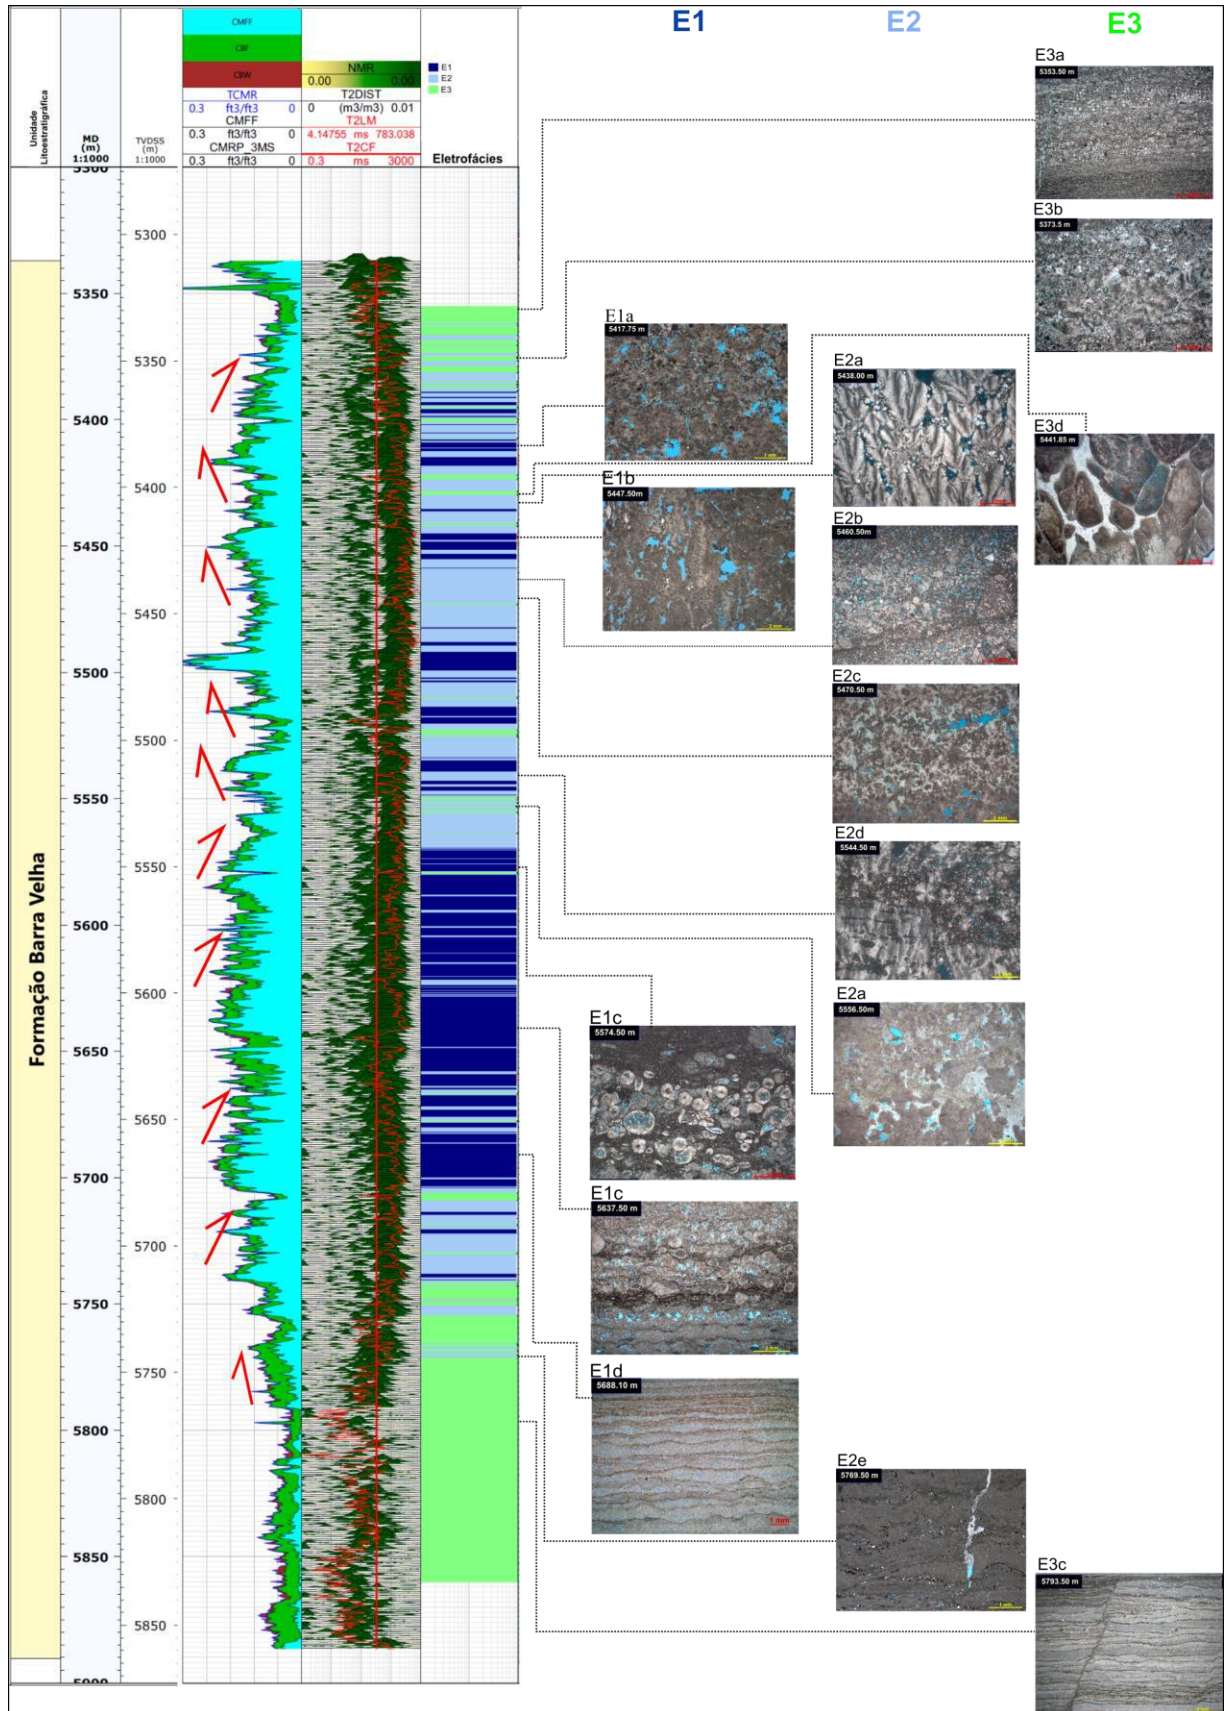 E1
E2
E3
Unidade
Litoestratigráfica
MD
(m)
1:1000
TVDSS
(m)
1:1000
CMFF
CBF
CBW
TCMR
0.3 ft3/ft3 0
CMFF
0.3 ft3/ft3 0
CMRP_3MS
0.3 ft3/ft3 0
NMR
0.00 0.00
T2DIST
0 (m3/m3) 0.01
T2LM
4.14755 ms 783.038
T2CF
0.3 ms 3000
E1
E2
E3
Eletrofácies
Formação Barra Velha
5300
5350
5400
5450
5500
5550
5600
5650
5700
5750
5800
5850
5900
5300
5350
5400
5450
5500
5550
5600
5650
5700
5750
5800
5850
E1a
5417.75 m
E1b
5447.50m
E1c
5574.50 m
E1c
5637.50 m
E1d
5688.10 m
1 mm
E2a
5438.00 m
E2b
5460.50m
E2c
5470.50 m
E2d
5544.50 m
E2a
5556.50m
E2e
5769.50 m
E3a
5353.50 m
E3b
5373.5 m
E3d
5441.85 m
E3c
5793.50 m